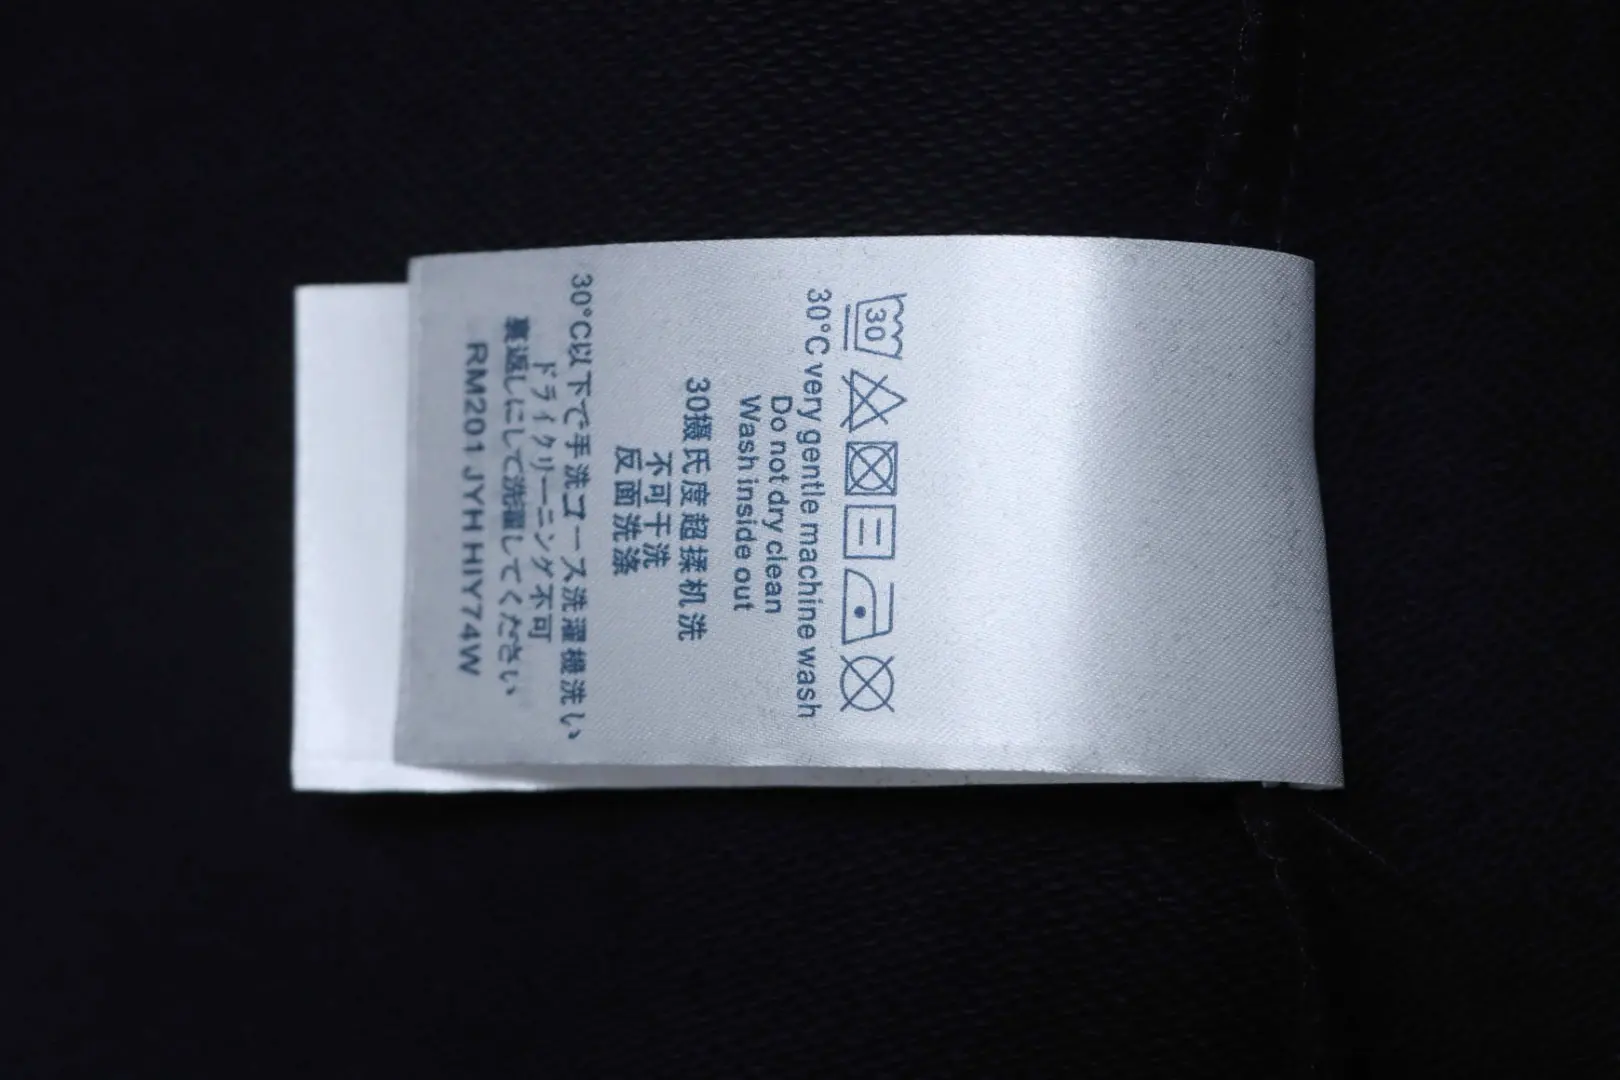 30
30°C very gentle machine wash
Do not dry clean
Wash inside out
30摄氏度超揉机洗
不可干洗
反面洗涤
30°C以下で手洗コース洗濯機洗い
ドライクリーニング不可
裏返しにして洗濯してください
RM201 JYH HIY74W